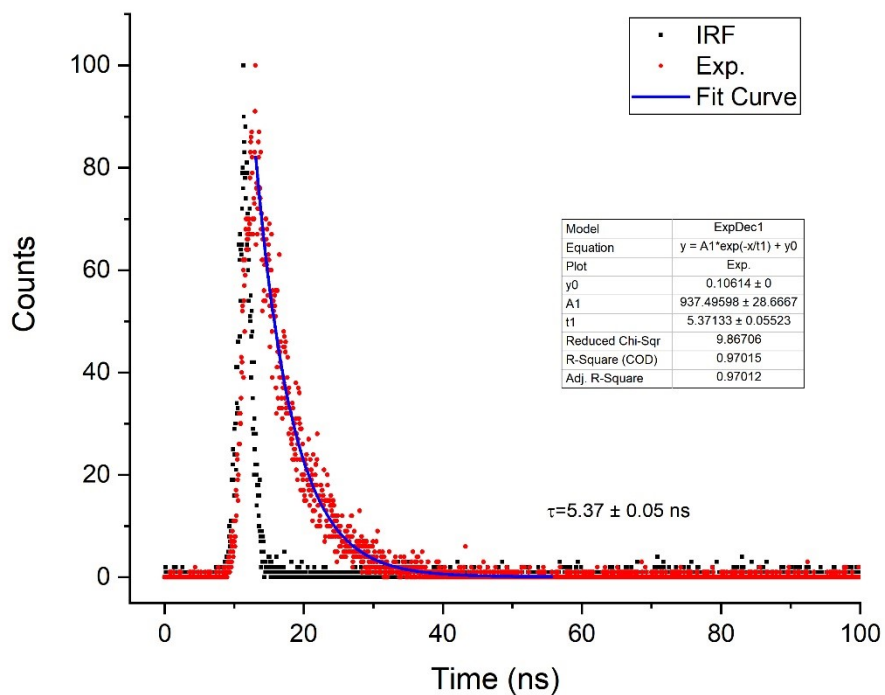 IRF
Exp.
Fit Curve
100
80
60
40
20
0
Counts
Model ExpDec1
Equation y = A1*exp(-x/t1) + y0
Plot Exp.
y0 0.10614 ± 0
A1 937.49598 ± 28.6667
t1 5.37133 ± 0.05523
Reduced Chi-Sqr 9.86706
R-Square (COD) 0.97015
Adj. R-Square 0.97012
τ=5.37 ± 0.05 ns
0 20 40 60 80 100
Time (ns)